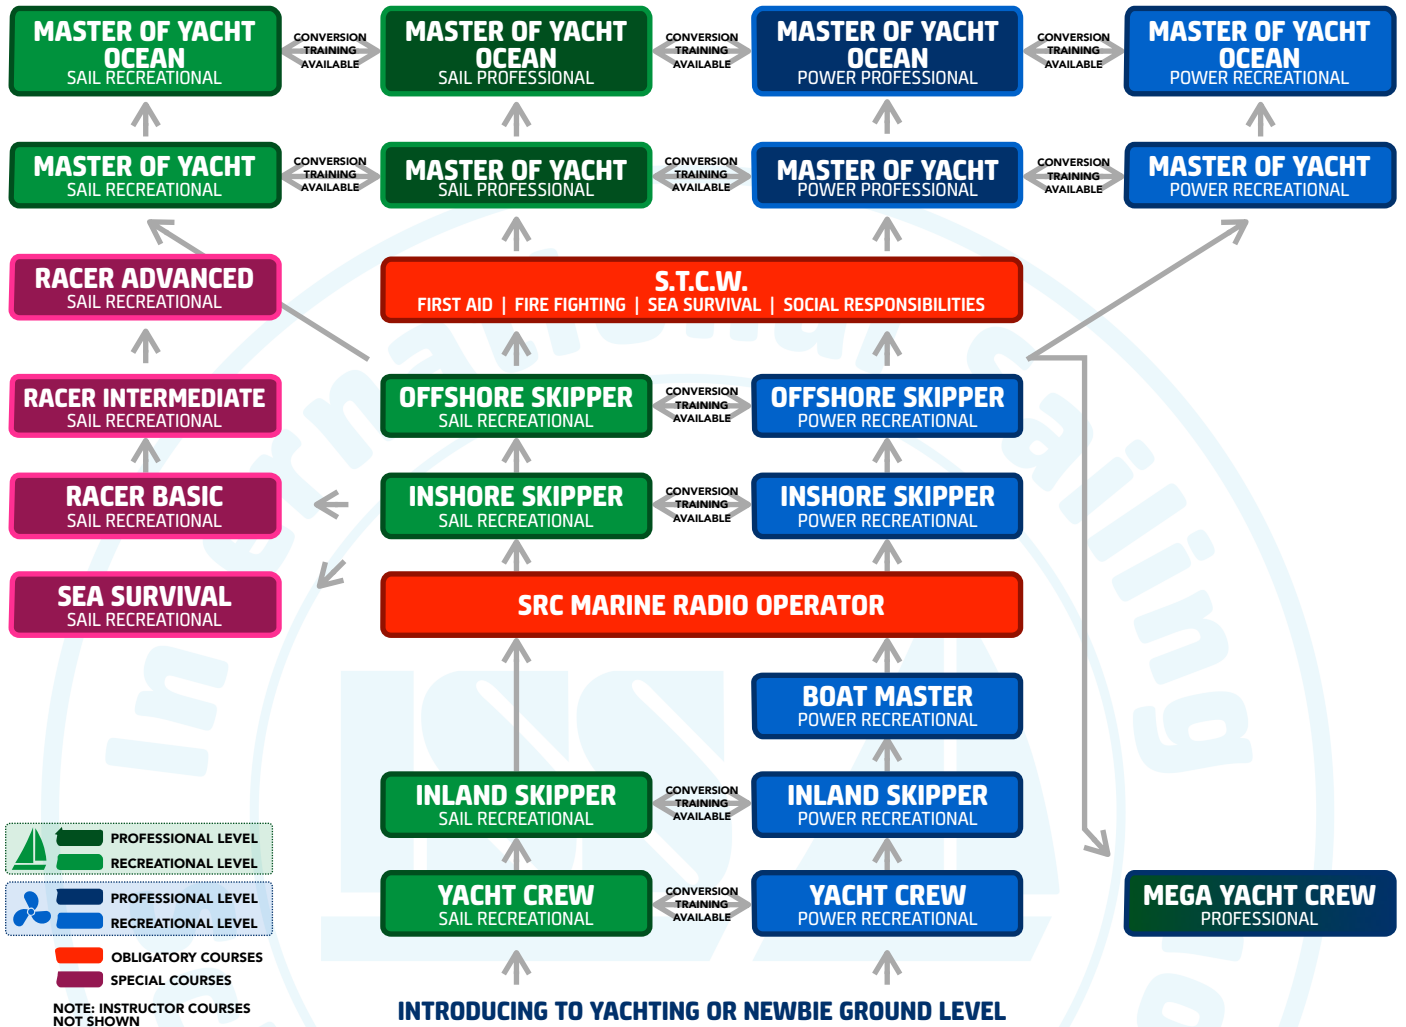 MASTER OF YACHT
OCEAN
SAIL RECREATIONAL
CONVERSION
TRAINING
AVAILABLE
MASTER OF YACHT
OCEAN
SAIL PROFESSIONAL
CONVERSION
TRAINING
AVAILABLE
MASTER OF YACHT
OCEAN
POWER PROFESSIONAL
CONVERSION
TRAINING
AVAILABLE
MASTER OF YACHT
OCEAN
POWER RECREATIONAL
MASTER OF YACHT
SAIL RECREATIONAL
CONVERSION
TRAINING
AVAILABLE
MASTER OF YACHT
SAIL PROFESSIONAL
CONVERSION
TRAINING
AVAILABLE
MASTER OF YACHT
POWER PROFESSIONAL
CONVERSION
TRAINING
AVAILABLE
MASTER OF YACHT
POWER RECREATIONAL
RACER ADVANCED
SAIL RECREATIONAL
S.T.C.W.
FIRST AID | FIRE FIGHTING | SEA SURVIVAL | SOCIAL RESPONSIBILITIES
RACER INTERMEDIATE
SAIL RECREATIONAL
OFFSHORE SKIPPER
SAIL RECREATIONAL
CONVERSION
TRAINING
AVAILABLE
OFFSHORE SKIPPER
POWER RECREATIONAL
RACER BASIC
SAIL RECREATIONAL
INSHORE SKIPPER
SAIL RECREATIONAL
CONVERSION
TRAINING
AVAILABLE
INSHORE SKIPPER
POWER RECREATIONAL
SEA SURVIVAL
SAIL RECREATIONAL
SRC MARINE RADIO OPERATOR
BOAT MASTER
POWER RECREATIONAL
INLAND SKIPPER
SAIL RECREATIONAL
CONVERSION
TRAINING
AVAILABLE
INLAND SKIPPER
POWER RECREATIONAL
YACHT CREW
SAIL RECREATIONAL
CONVERSION
TRAINING
AVAILABLE
YACHT CREW
POWER RECREATIONAL
MEGA YACHT CREW
PROFESSIONAL
PROFESSIONAL LEVEL
RECREATIONAL LEVEL
PROFESSIONAL LEVEL
RECREATIONAL LEVEL
OBLIGATORY COURSES
SPECIAL COURSES
NOTE: INSTRUCTOR COURSES
NOT SHOWN
INTRODUCING TO YACHTING OR NEWBIE GROUND LEVEL
International Sailing
ISS